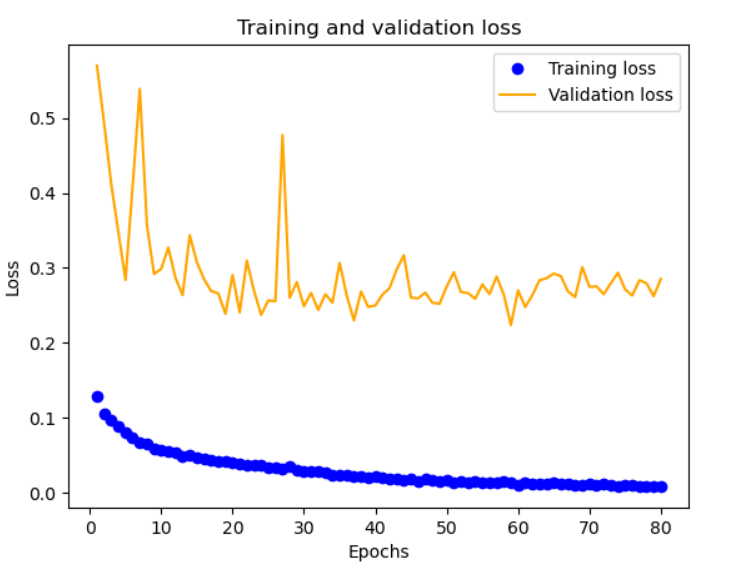 Training and validation loss
Training loss
Validation loss
Loss
0.5
0.4
0.3
0.2
0.1
0.0
0 10 20 30 40 50 60 70 80
Epochs